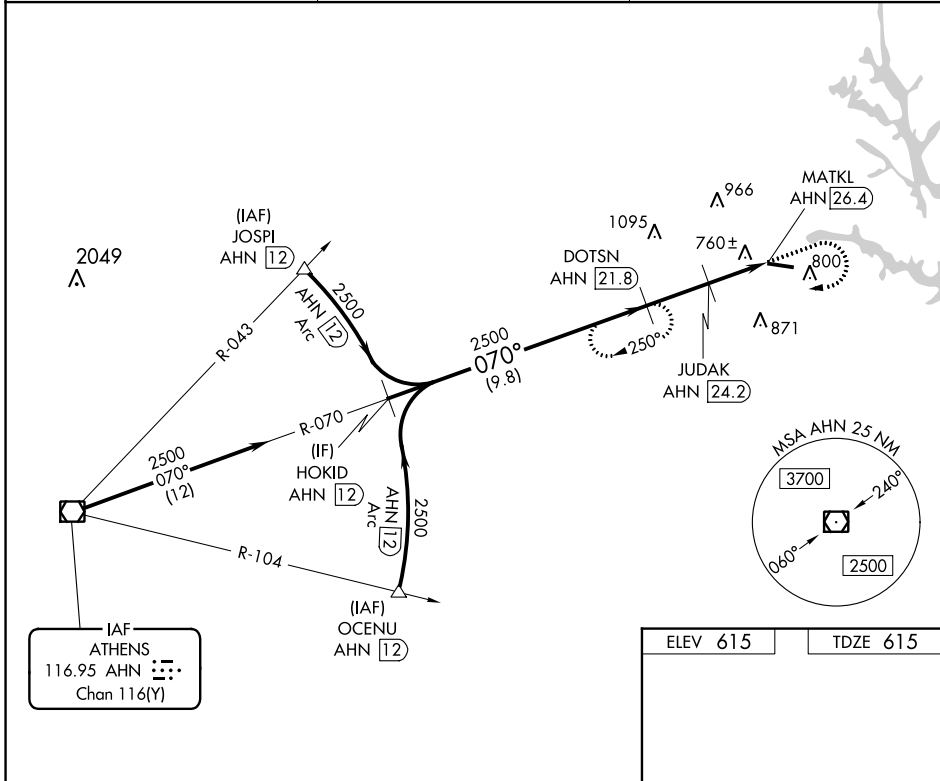 MATKL
AHN 26.4
966
1095
760±
800
(IAF)
JOSPI
AHN 12
2049
DOTSN
AHN 21.8
2500
AHN 12
Arc
R-043
871
2500
070°
(9.8)
250°
JUDAK
AHN 24.2
R-070
2500
070°
(12)
(IF)
HOKID
AHN 12
MSA AHN 25 NM
3700
240°
060°
2500
AHN 12
Arc
2500
R-104
(IAF)
OCENU
AHN 12
IAF
ATHENS
116.95 AHN
Chan 116(Y)
ELEV 615
TDZE 615